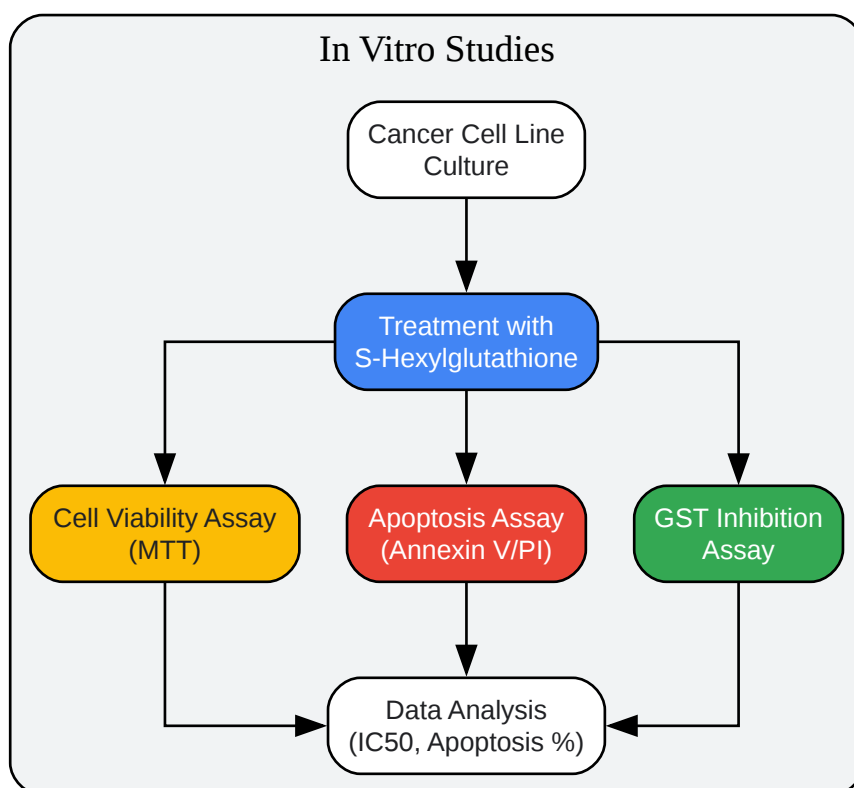 In Vitro Studies
Cancer Cell Line
Culture
Treatment with
S-Hexylglutathione
Cell Viability Assay
(MTT)
Apoptosis Assay
(Annexin V/PI)
GST Inhibition
Assay
Data Analysis
(IC50, Apoptosis %)